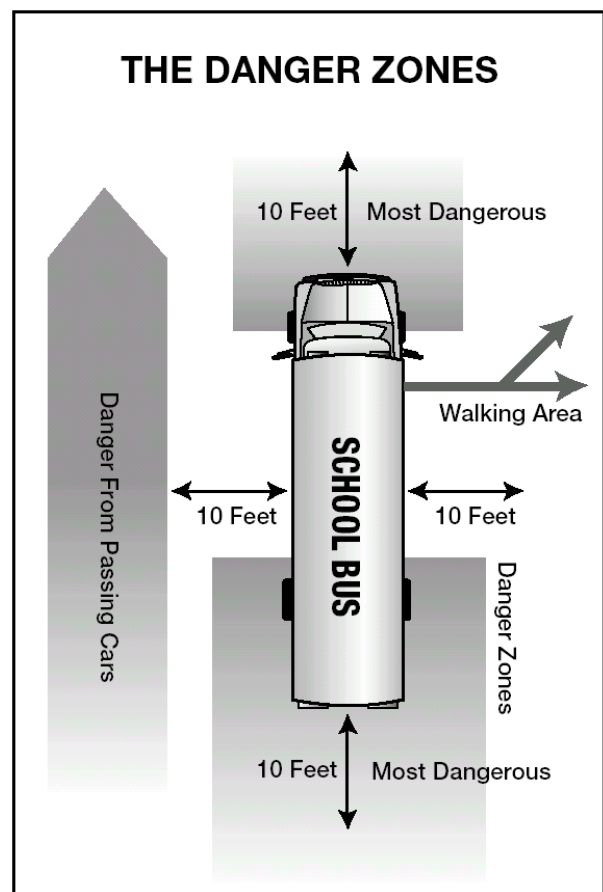 THE DANGER ZONES
10 Feet
Most Dangerous
Walking Area
Danger From Passing Cars
SCHOOL BUS
10 Feet
10 Feet
Danger Zones
10 Feet
Most Dangerous